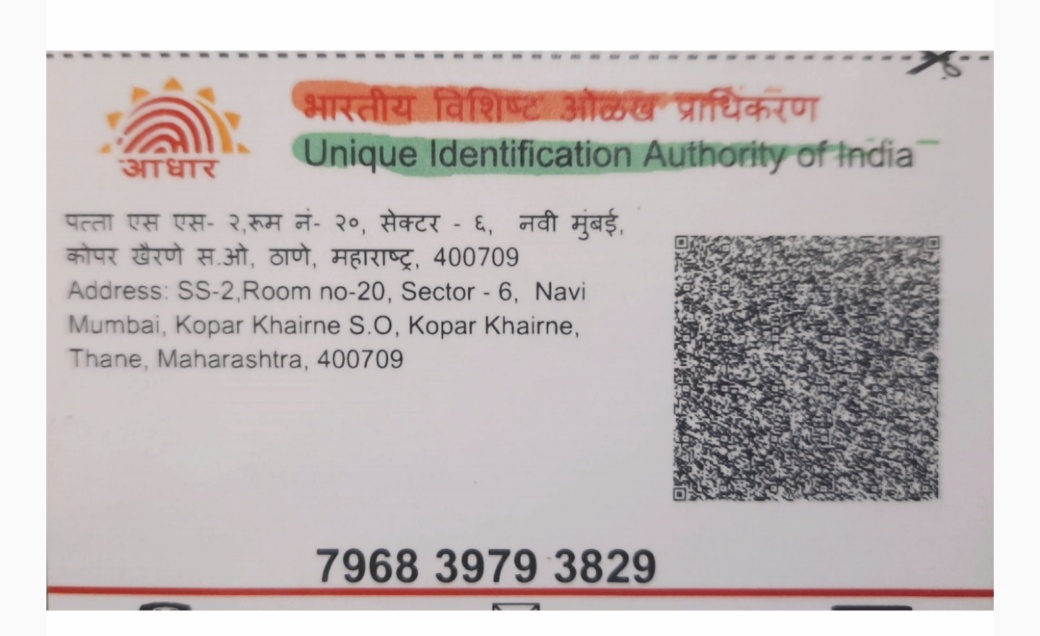 भारतीय विशिष्ट ओळख प्राधिकरण
आधार
Unique Identification Authority of India
पत्ता एस एस- २,रूम नं- २०, सेक्टर - ६, नवी मुंबई,
कोपर खैरणे स.ओ, ठाणे, महाराष्ट्र, 400709
Address: SS-2,Room no-20, Sector - 6, Navi
Mumbai, Kopar Khairne S.O, Kopar Khairne,
Thane, Maharashtra, 400709
7968 3979 3829